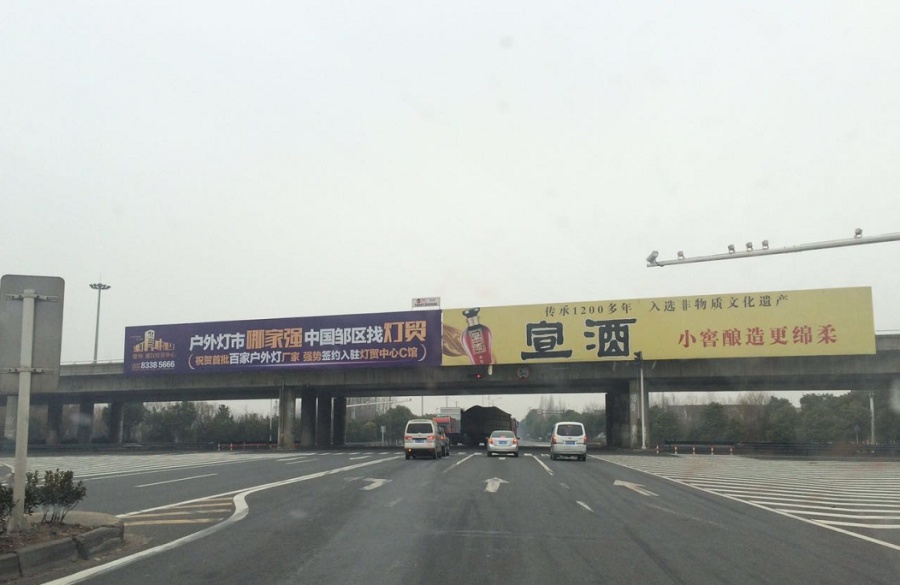 户外灯市哪家强中国邹区找灯贸
(祝贺首批百家户外灯厂家 强势签约入驻灯贸中心C馆)
8338 5666
传承1200多年 入选非物质文化遗产
宣酒
小窖酿造更绵柔